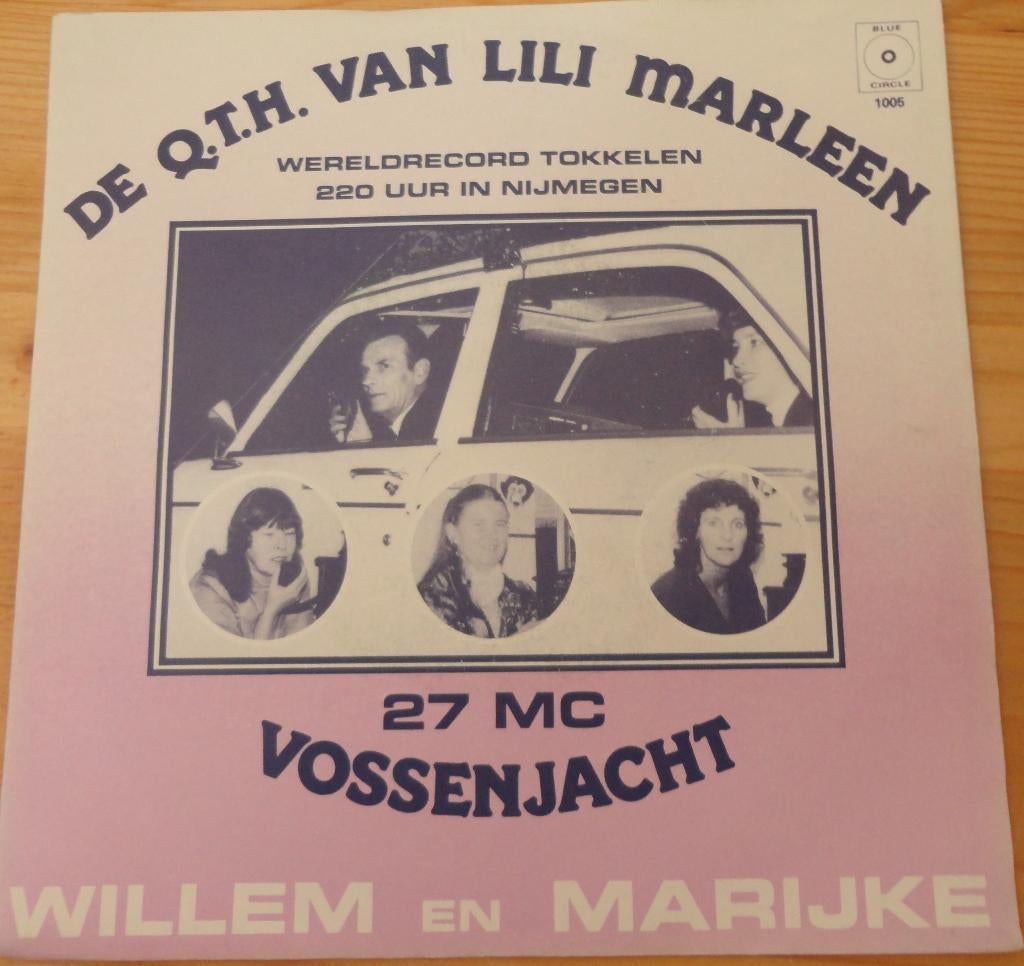 BLUE
CIRCLE
1005
DE Q.T.H. VAN LILI MARLEEN
WERELDRECORD TOKKELEN
220 UUR IN NIJMEGEN
27 MC
VOSSENJACHT
WILLEM EN MARIJKE